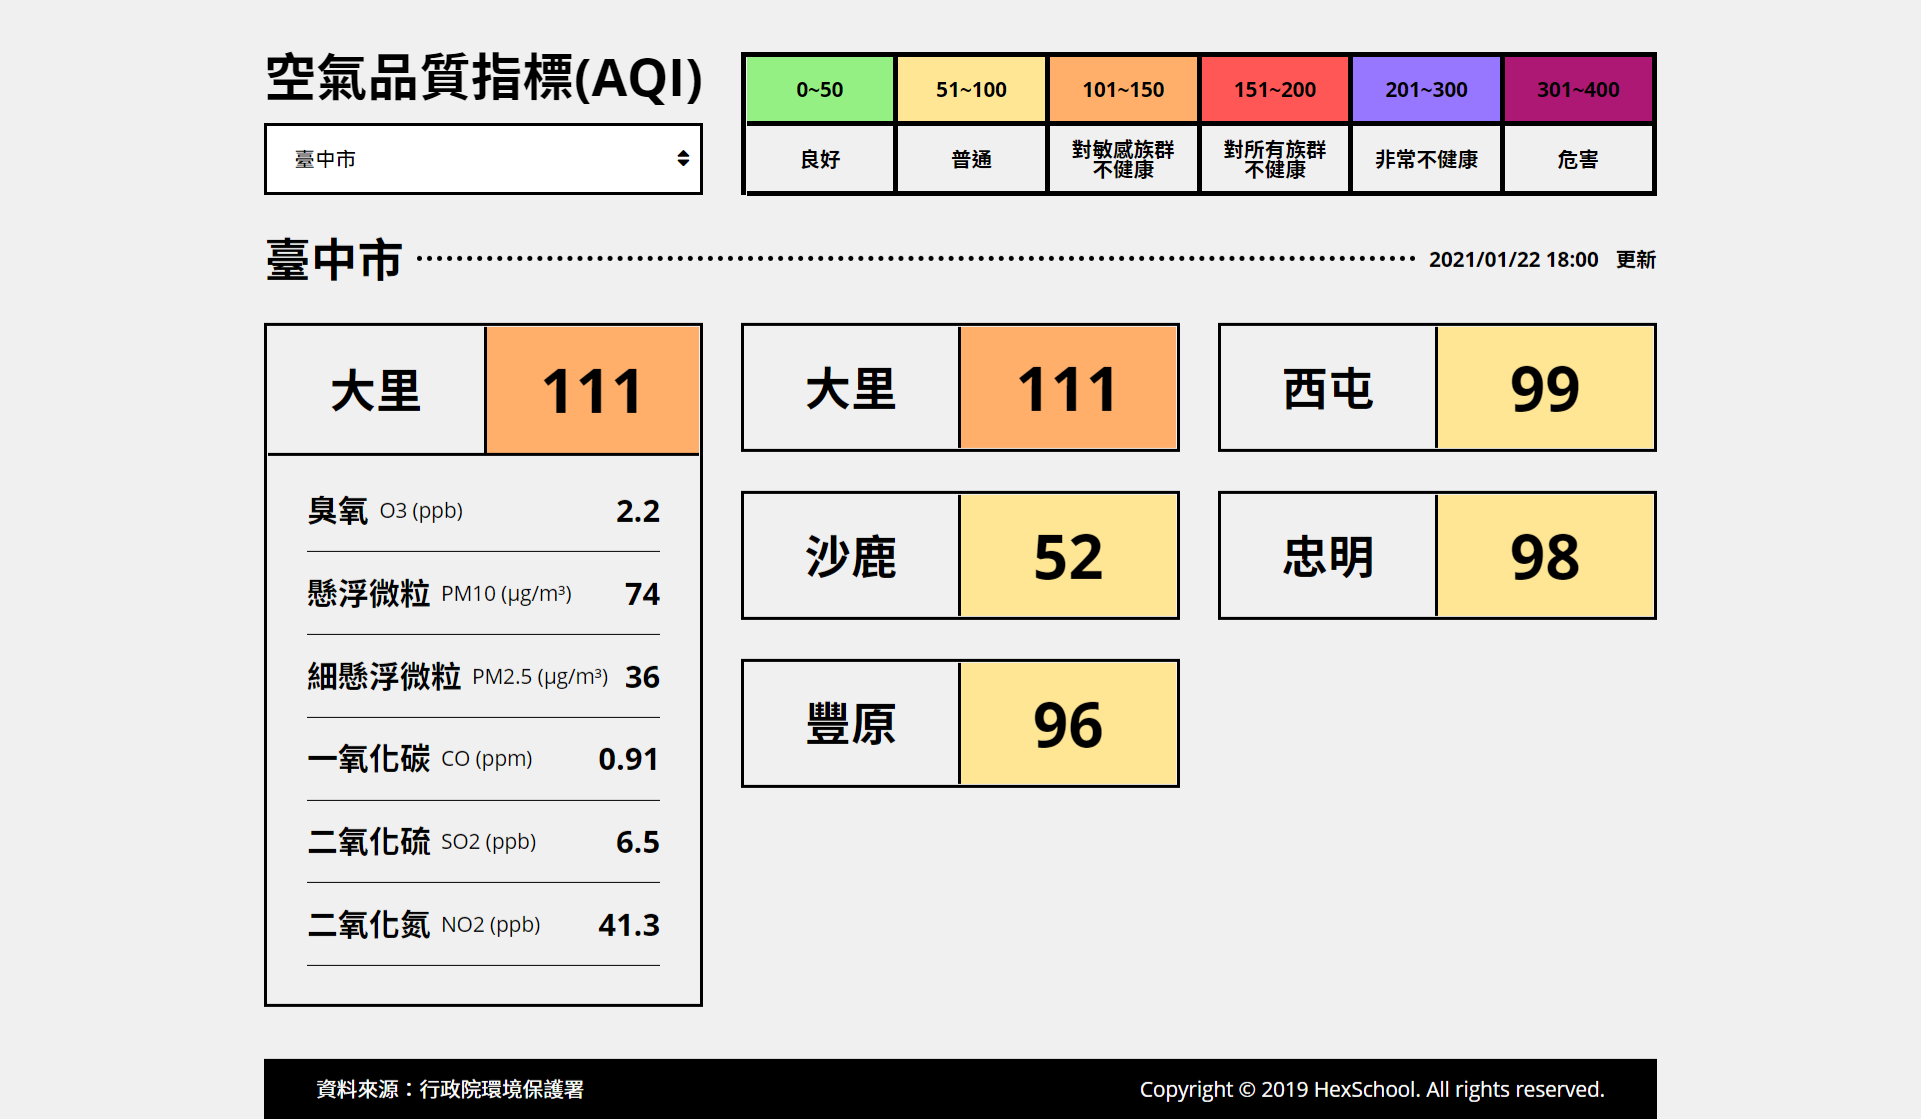 空氣品質指標(AQI)
臺中市
0~50
51~100
101~150
151~200
201~300
301~400
良好
普通
對敏感族群
不健康
對所有族群
不健康
非常不健康
危害
臺中市
2021/01/22 18:00 更新
大里
111
臭氧 O3 (ppb) 2.2
懸浮微粒 PM10 (μg/m³) 74
細懸浮微粒 PM2.5 (μg/m³) 36
一氧化碳 CO (ppm) 0.91
二氧化硫 SO2 (ppb) 6.5
二氧化氮 NO2 (ppb) 41.3
大里
111
西屯
99
沙鹿
52
忠明
98
豐原
96
資料來源：行政院環境保護署
Copyright © 2019 HexSchool. All rights reserved.